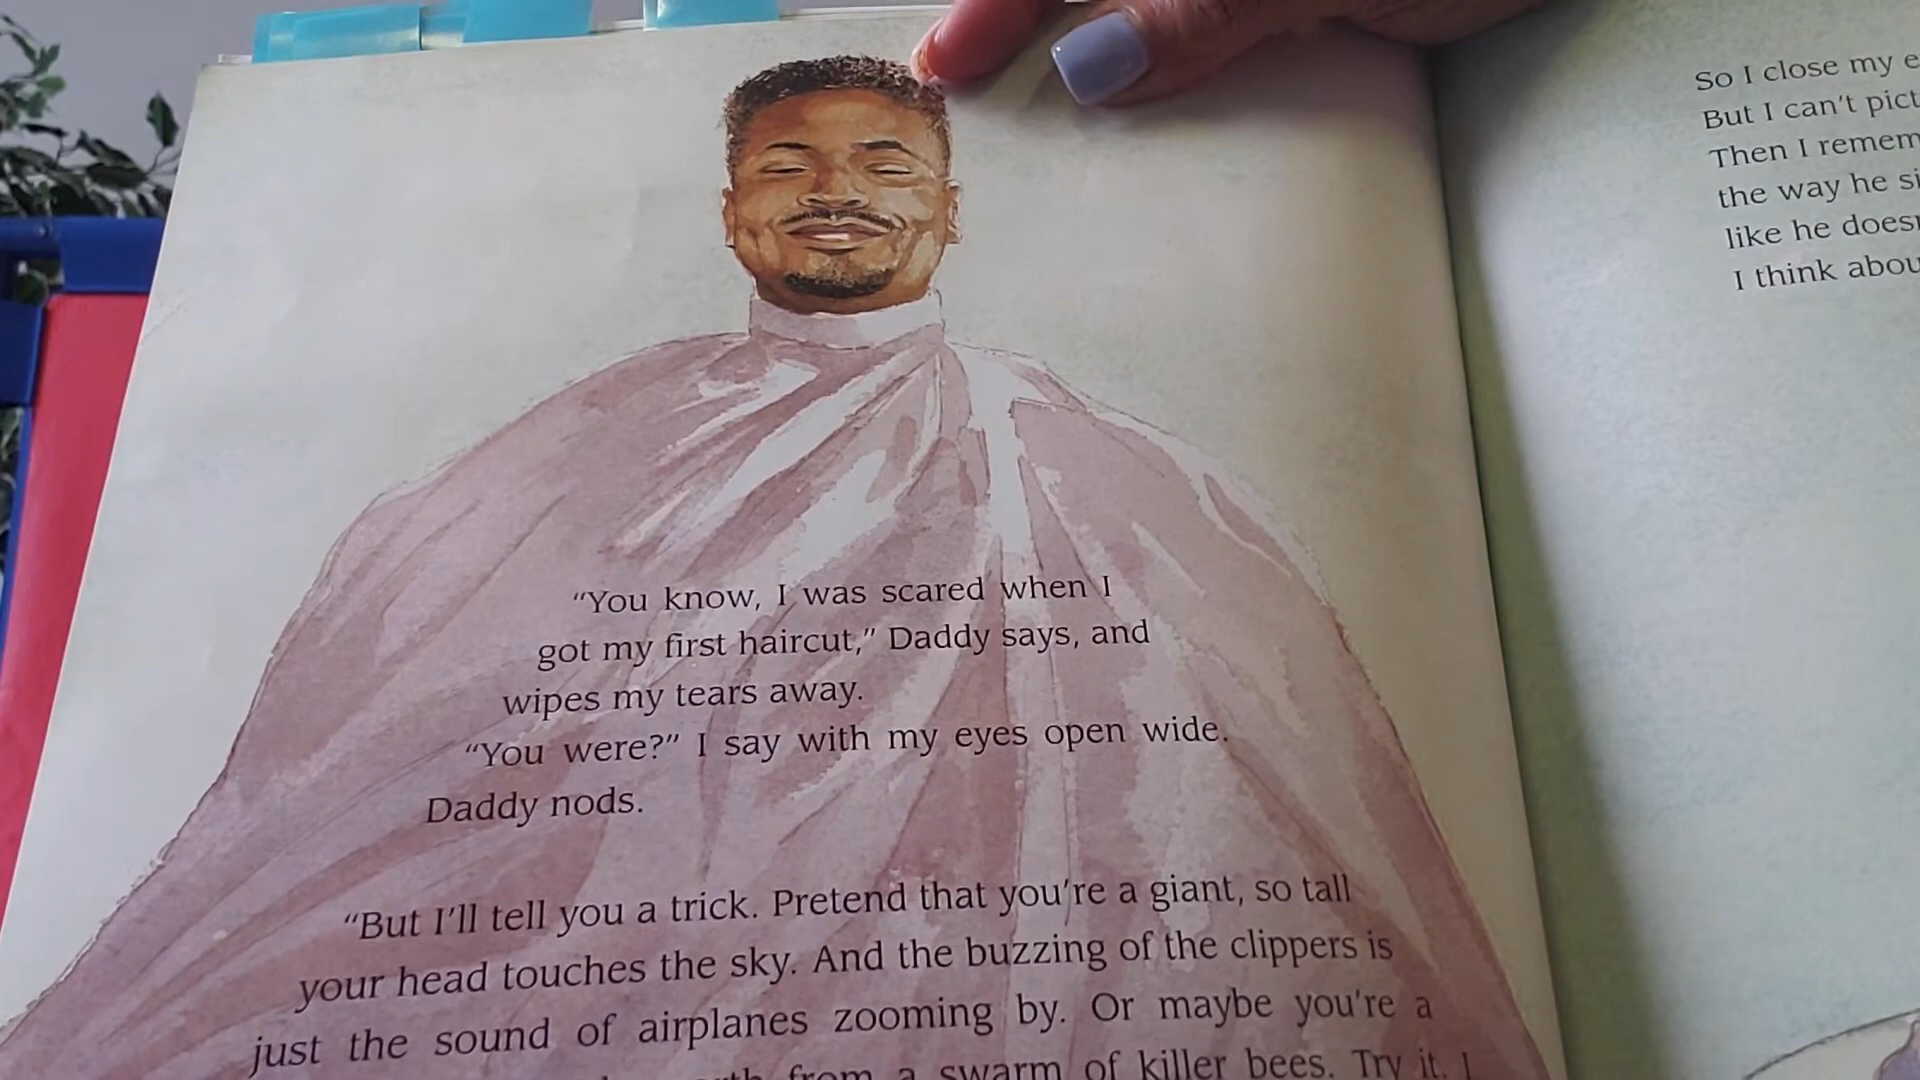 "You know, I was scared when I
got my first haircut," Daddy says, and
wipes my tears away.
"You were?" I say with my eyes open wide.
Daddy nods.
"But I'll tell you a trick. Pretend that you're a giant, so tall
your head touches the sky. And the buzzing of the clippers is
just the sound of airplanes zooming by. Or maybe you're a
from a swarm of killer bees. Try it. I
So I close my
But I can't
Then I
the way he
like he
I think